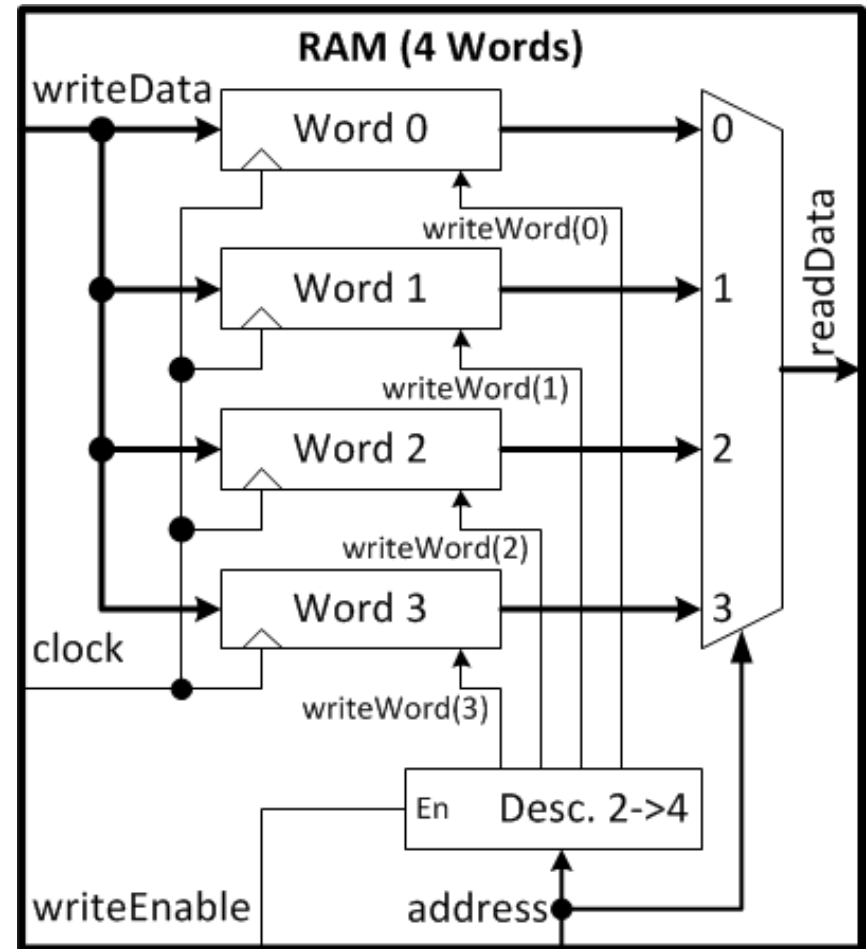 RAM (4 Words)
writeData
Word 0
0
writeWord(0)
Word 1
1
readData
writeWord(1)
Word 2
2
writeWord(2)
Word 3
3
clock
writeWord(3)
En
Desc. 2->4
writeEnable
address